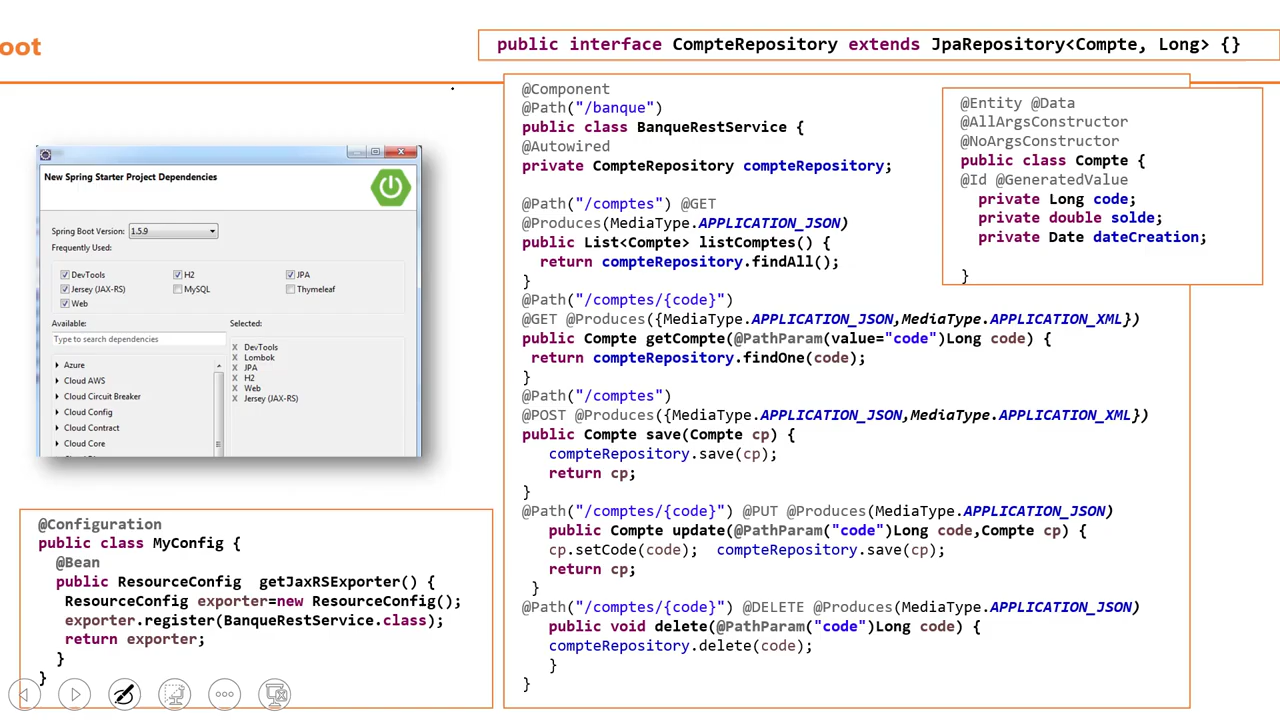 oot
public interface CompteRepository extends JpaRepository<Compte, Long> {}
New Spring Starter Project Dependencies
Spring Boot Version: 1.5.9
Frequently Used:
DevTools H2 JPA
Jersey (JAX-RS) MySQL Thymeleaf
Web
Available: Selected:
Type to search dependencies
Azure
Cloud AWS
Cloud Circuit Breaker
Cloud Config
Cloud Contract
Cloud Core
X DevTools
X Lombok
X JPA
X H2
X Web
X Jersey (JAX-RS)
@Configuration
public class MyConfig {
@Bean
public ResourceConfig getJaxRSExporter() {
ResourceConfig exporter=new ResourceConfig();
exporter.register(BanqueRestService.class);
return exporter;
}
}
@Component
@Path("/banque")
public class BanqueRestService {
@Autowired
private CompteRepository compteRepository;
@Path("/comptes") @GET
@Produces(MediaType.APPLICATION_JSON)
public List<Compte> listComptes() {
return compteRepository.findAll();
}
@Path("/comptes/{code}")
@GET @Produces({MediaType.APPLICATION_JSON,MediaType.APPLICATION_XML})
public Compte getCompte(@PathParam(value="code")Long code) {
return compteRepository.findOne(code);
}
@Path("/comptes")
@POST @Produces({MediaType.APPLICATION_JSON,MediaType.APPLICATION_XML})
public Compte save(Compte cp) {
compteRepository.save(cp);
return cp;
}
@Path("/comptes/{code}") @PUT @Produces(MediaType.APPLICATION_JSON)
public Compte update(@PathParam("code")Long code,Compte cp) {
cp.setCode(code); compteRepository.save(cp);
return cp;
}
@Path("/comptes/{code}") @DELETE @Produces(MediaType.APPLICATION_JSON)
public void delete(@PathParam("code")Long code) {
compteRepository.delete(code);
}
}
@Entity @Data
@AllArgsConstructor
@NoArgsConstructor
public class Compte {
@Id @GeneratedValue
private Long code;
private double solde;
private Date dateCreation;
}